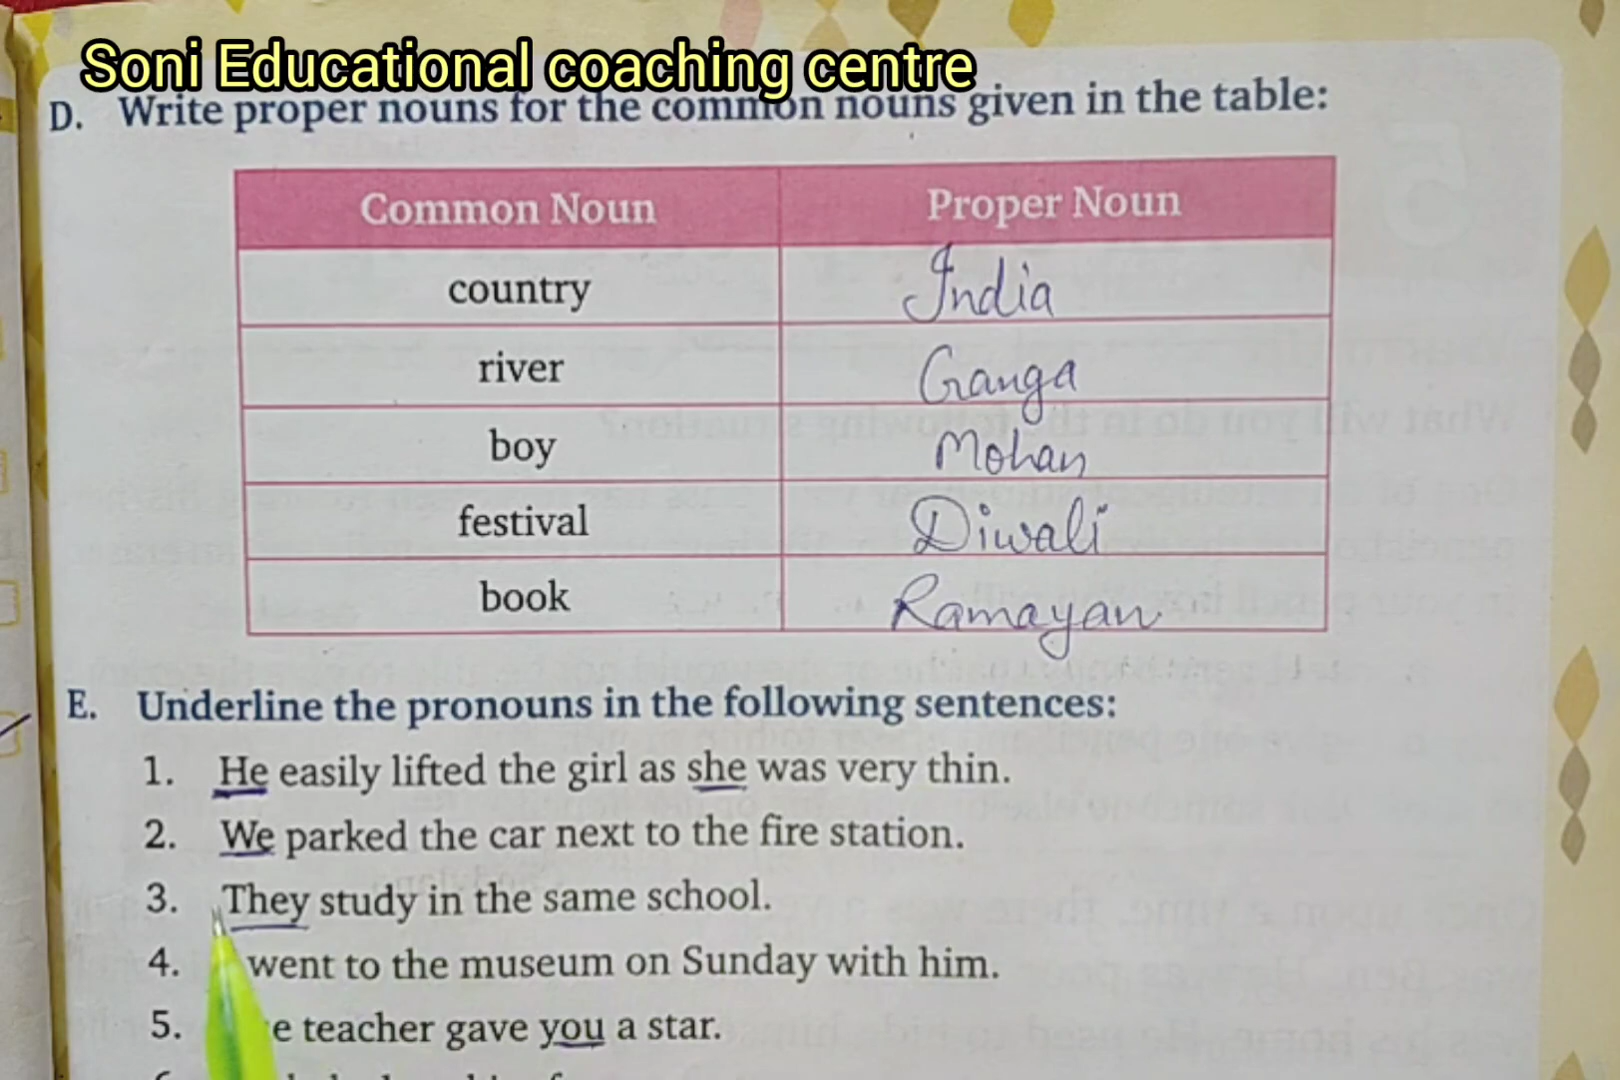 Soni Educational coaching centre
D. Write proper nouns for the common nouns given in the table:
Common Noun Proper Noun
country India
river Ganga
boy Mohan
festival Diwali
book Ramayan
E. Underline the pronouns in the following sentences:
1. He easily lifted the girl as she was very thin.
2. We parked the car next to the fire station.
3. They study in the same school.
4. went to the museum on Sunday with him.
5. teacher gave you a star.